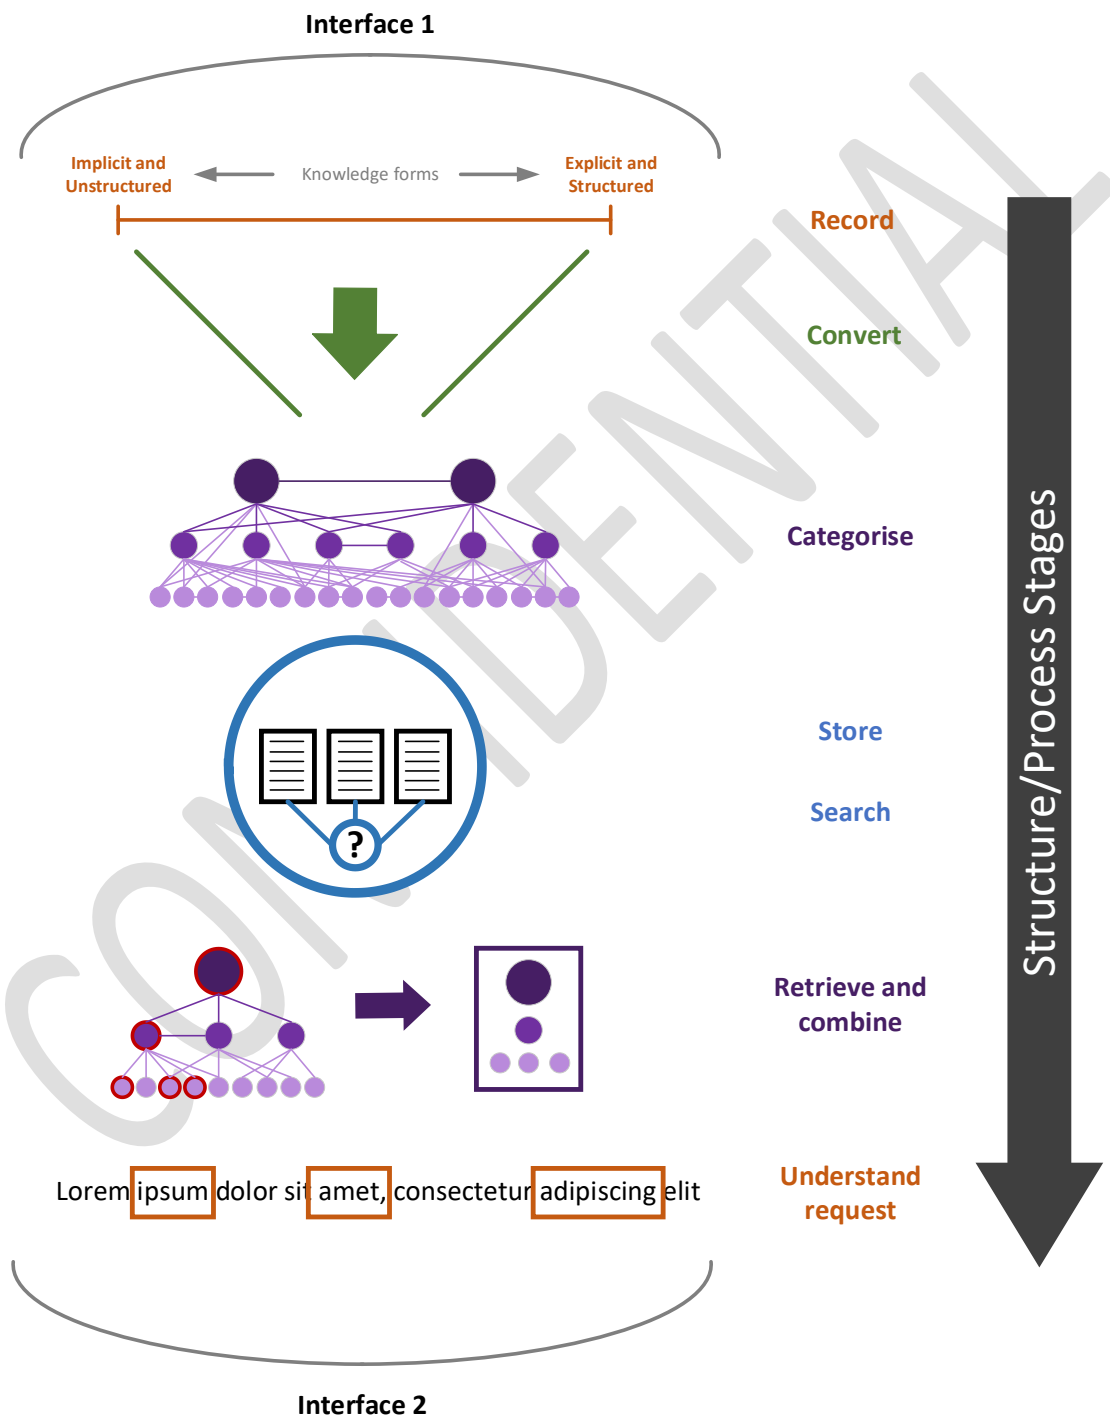 Interface 1
Implicit and
Unstructured
Knowledge forms
Explicit and
Structured
Record
Convert
Categorise
Store
Search
?
Retrieve and
combine
Lorem ipsum dolor sit amet, consectetur adipiscing elit
Understand
request
Interface 2
Structure/Process Stages
CONFIDENTIAL